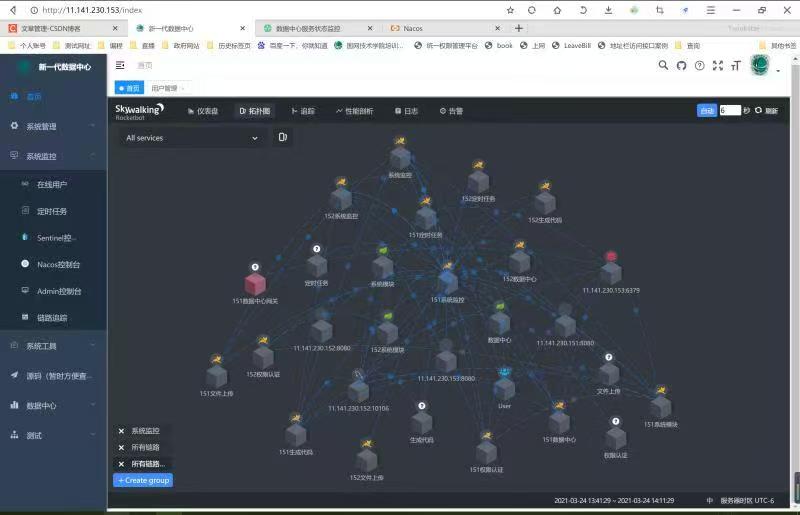 http://11.141.230.153/index
文章管理-CSDN博客
新一代数据中心
数据中心服务状态监控
Nacos
个人账号
测试网址
编程
直播
政府网站
历史标签页
百度一下，你就知道
国网技术学院培训...
统一权限管理平台
book
上网
LeaveBill
地址栏访问接口案例
查询
其他书签
新一代数据中心
首页
首页
系统管理
系统监控
在线用户
定时任务
Sentinel控...
Nacos控制台
Admin控制台
链路追踪
系统工具
源码（暂时方便查...
数据中心
测试
首页
用户管理
Skywalking
Rocketbot
仪表盘
拓扑图
追踪
性能剖析
日志
告警
自动
6
秒
刷新
All services
系统监控
152定时任务
152系统监控
152生成代码
151定时任务
定时任务
系统模块
152数据中心
151数据中心网关
151系统监控
11.141.230.153:6379
11.141.230.152:8080
152系统模块
数据中心
11.141.230.151:8080
151文件上传
152权限认证
11.141.230.153:8080
文件上传
11.141.230.152:10106
User
151系统模块
151生成代码
生成代码
151数据中心
权限认证
152文件上传
151权限认证
系统监控
所有链路
所有链路...
+ Create group
2021-03-24 13:41:29 ~ 2021-03-24 14:11:29
中
服务器时区 UTC-6